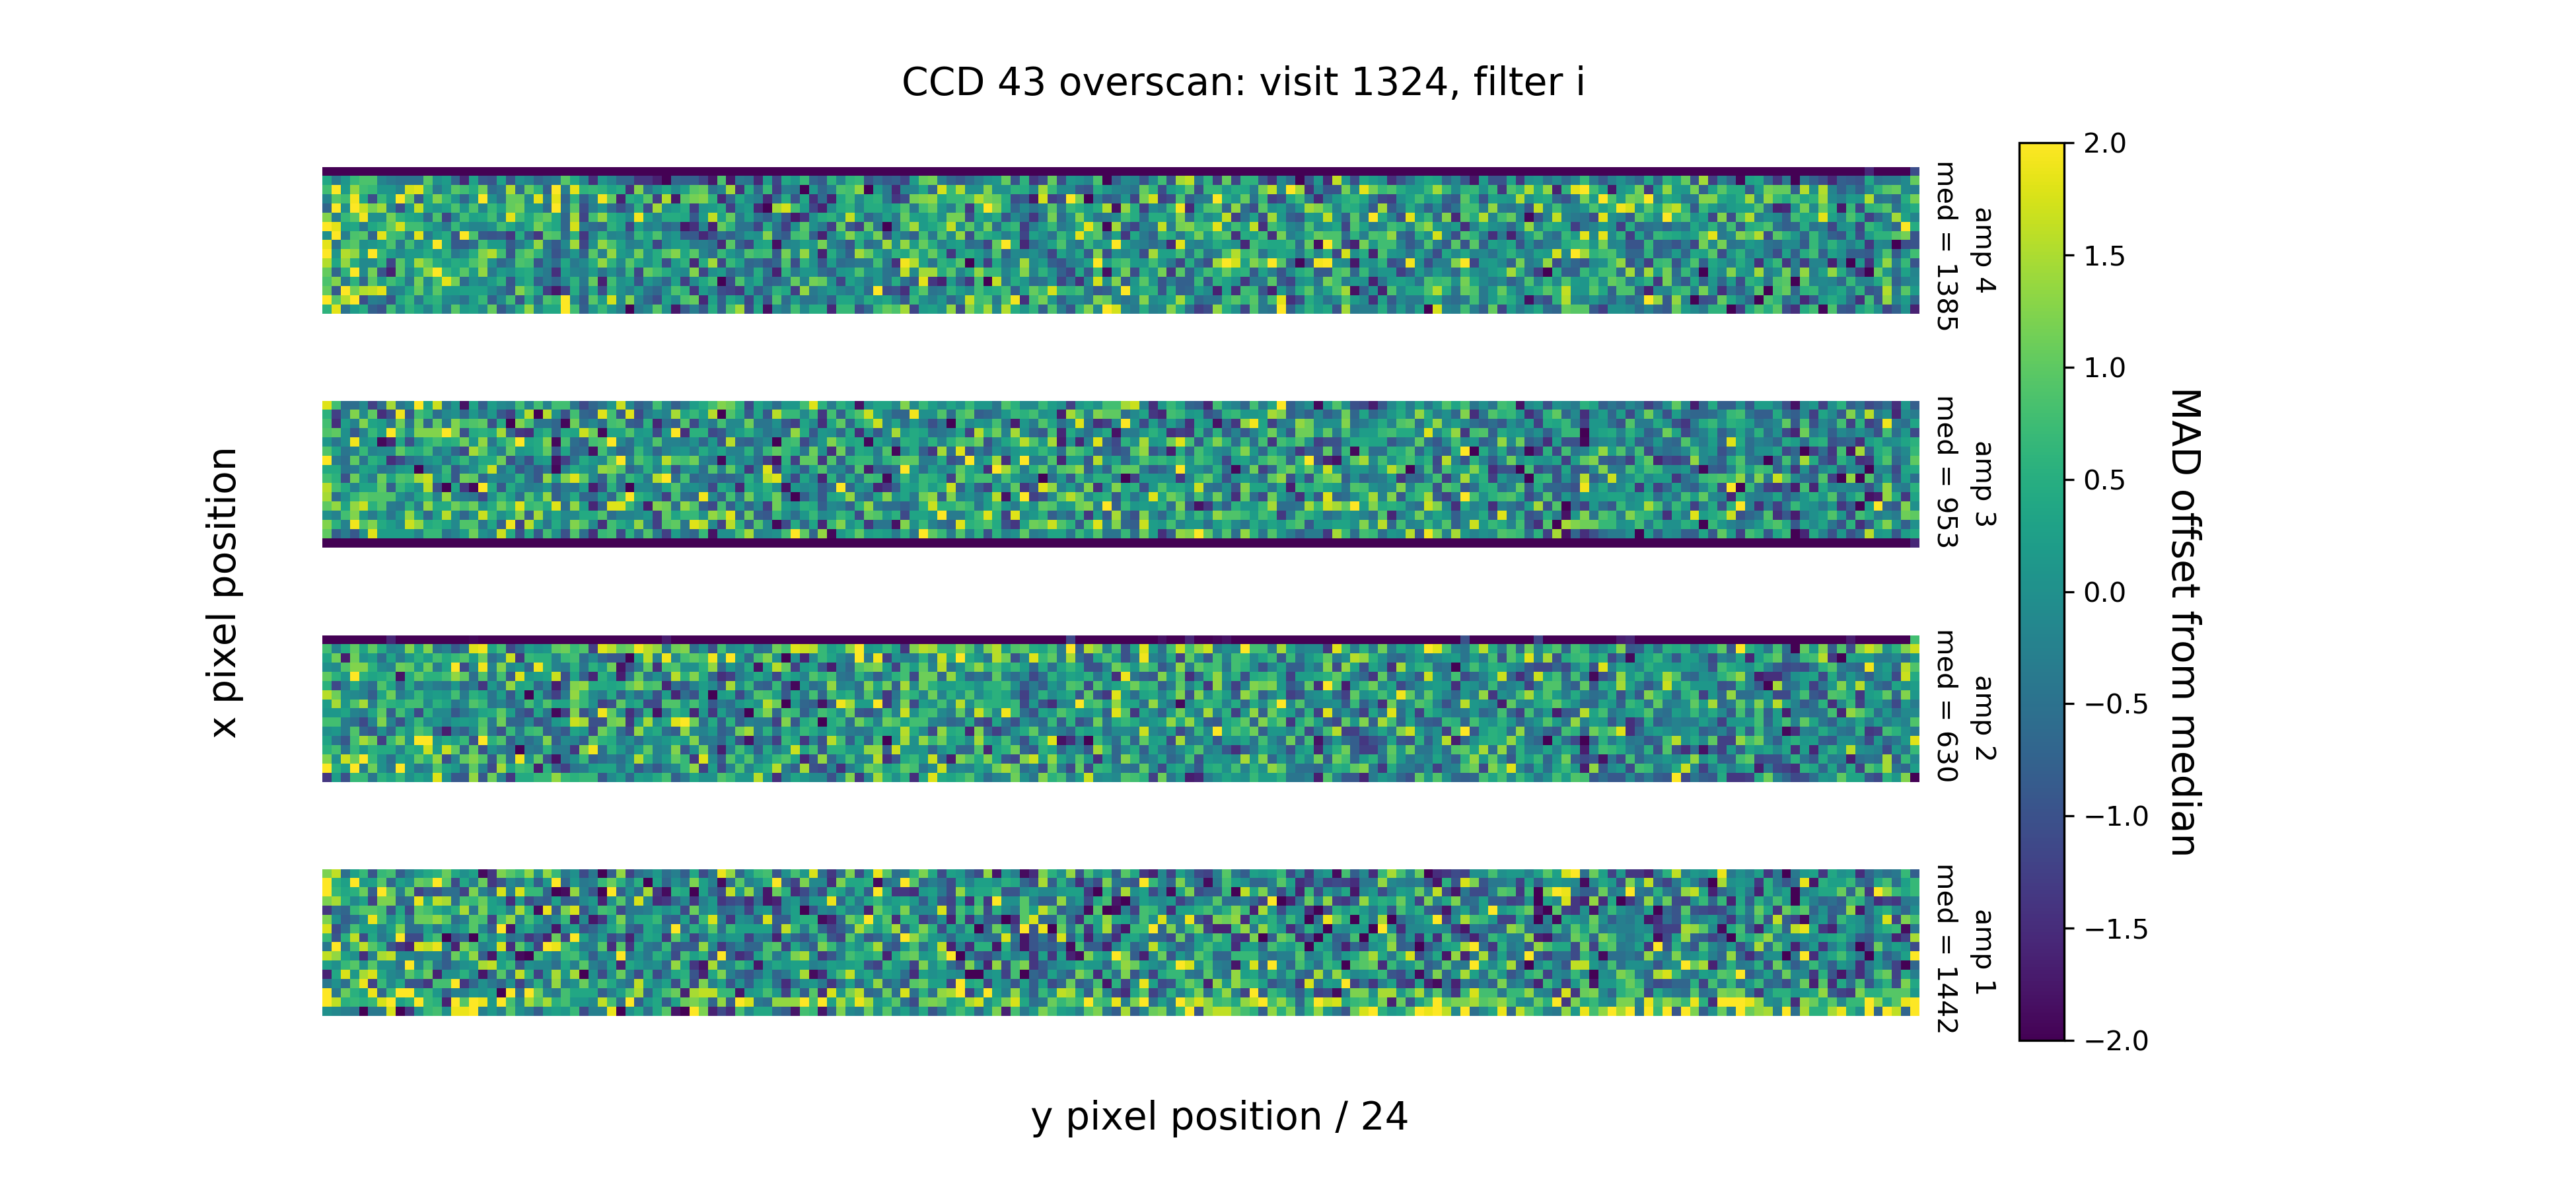 CCD 43 overscan: visit 1324, filter i
x pixel position
amp 4
med = 1385
amp 3
med = 953
amp 2
med = 630
amp 1
med = 1442
2.0
1.5
1.0
0.5
0.0
−0.5
−1.0
−1.5
−2.0
MAD offset from median
y pixel position / 24